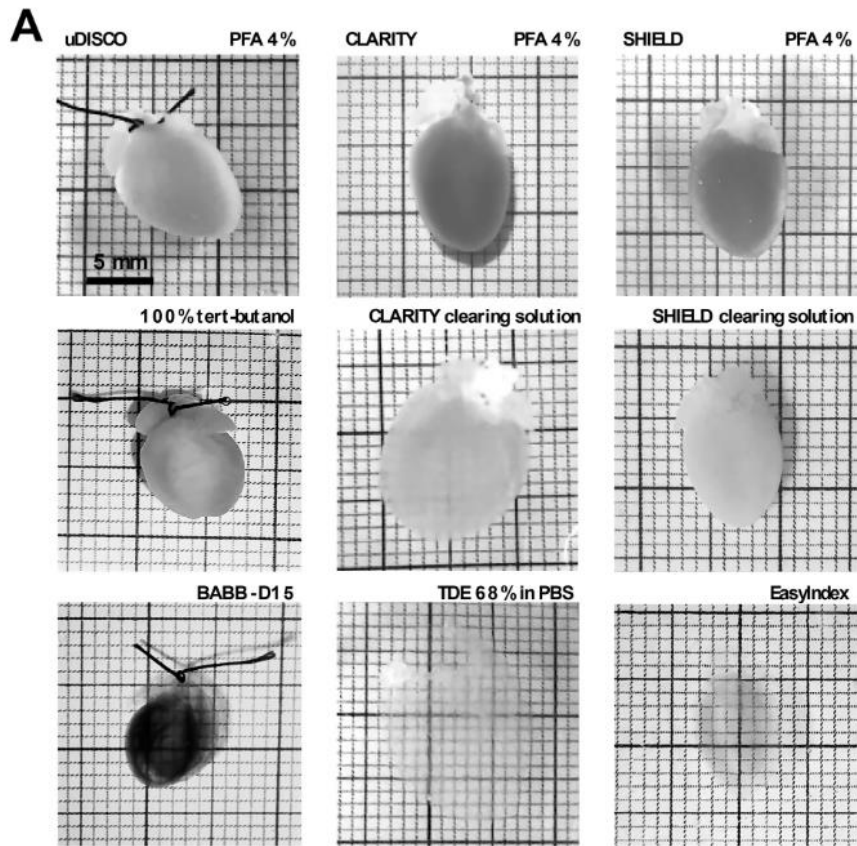 A
uDISCO PFA 4% CLARITY PFA 4% SHIELD PFA 4%
5 mm
100% tert-butanol CLARITY clearing solution SHIELD clearing solution
BABB-D15 TDE 68% in PBS EasyIndex